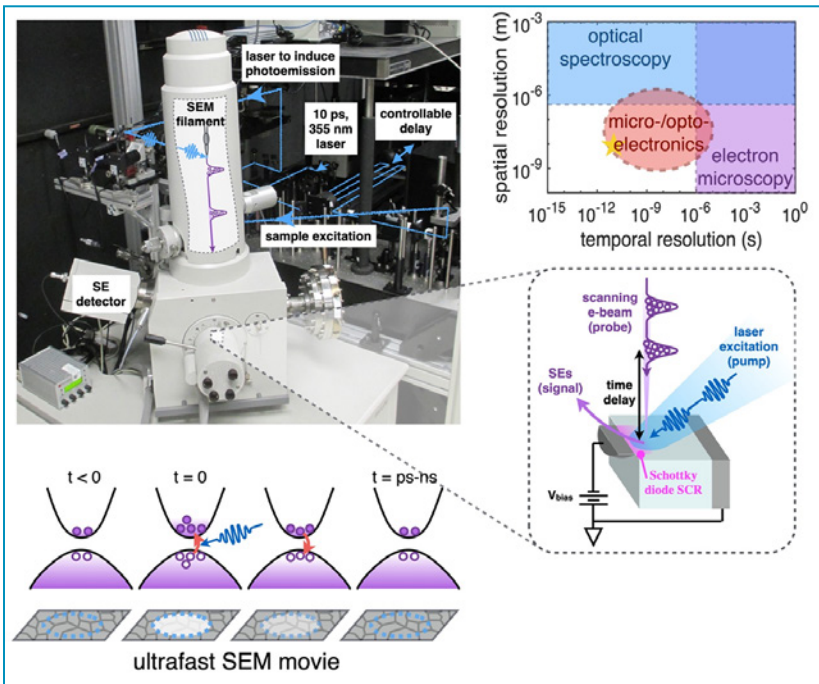 laser to induce
photoemission
SEM
filament
10 ps,
355 nm
laser
controllable
delay
sample excitation
SE
detector
spatial resolution (m)
10⁻³
10⁻⁶
10⁻⁹
optical
spectroscopy
micro-/opto-
electronics
electron
microscopy
10⁻¹⁵
10⁻¹²
10⁻⁹
10⁻⁶
10⁻³
10⁰
temporal resolution (s)
scanning
e-beam
(probe)
laser
excitation
(pump)
SEs
(signal)
time
delay
Schottky
diode SCR
Vbias
t < 0
t = 0
t = ps-ns
ultrafast SEM movie